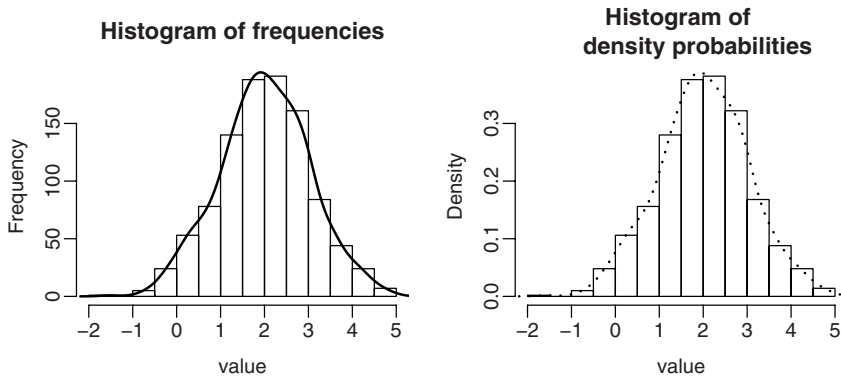 Histogram of frequencies
Frequency
150
100
50
0
−2 −1 0 1 2 3 4 5
value
Histogram of
density probabilities
Density
0.3
0.2
0.1
0.0
−2 −1 0 1 2 3 4 5
value